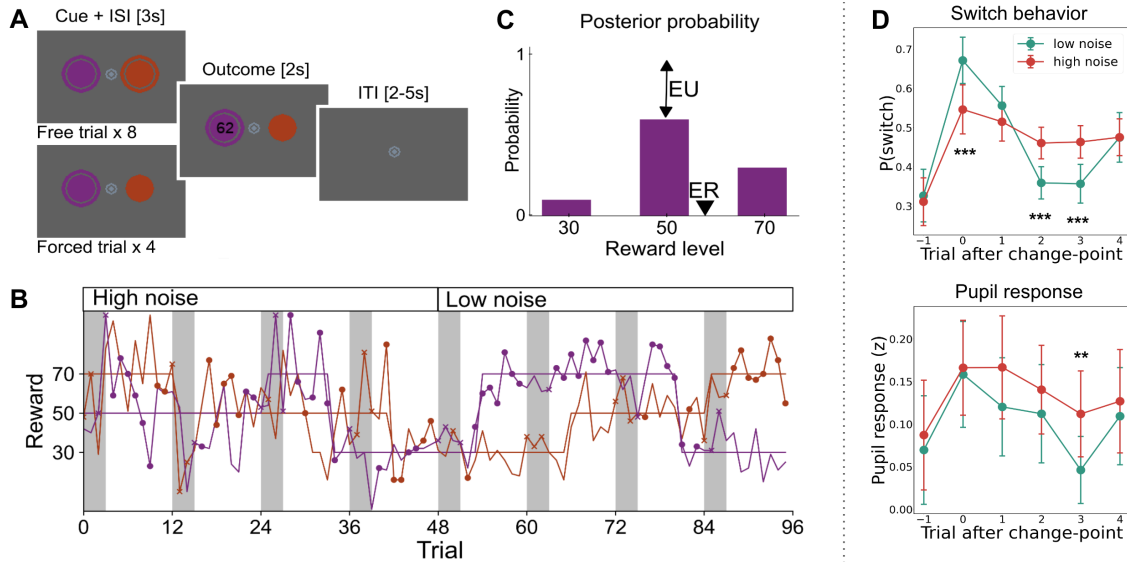 A
Cue + ISI [3s]
Free trial x 8
Forced trial x 4
Outcome [2s]
62
ITI [2-5s]
C
Posterior probability
Probability
1
0
EU
ER
30 50 70
Reward level
B
High noise
Low noise
Reward
70
50
30
0 12 24 36 48 60 72 84 96
Trial
D
Switch behavior
low noise
high noise
P(switch)
0.7
0.6
0.5
0.4
0.3
***
*** ***
−1 0 1 2 3 4
Trial after change-point
Pupil response
Pupil response (z)
0.20
0.15
0.10
0.05
0.00
**
−1 0 1 2 3 4
Trial after change-point